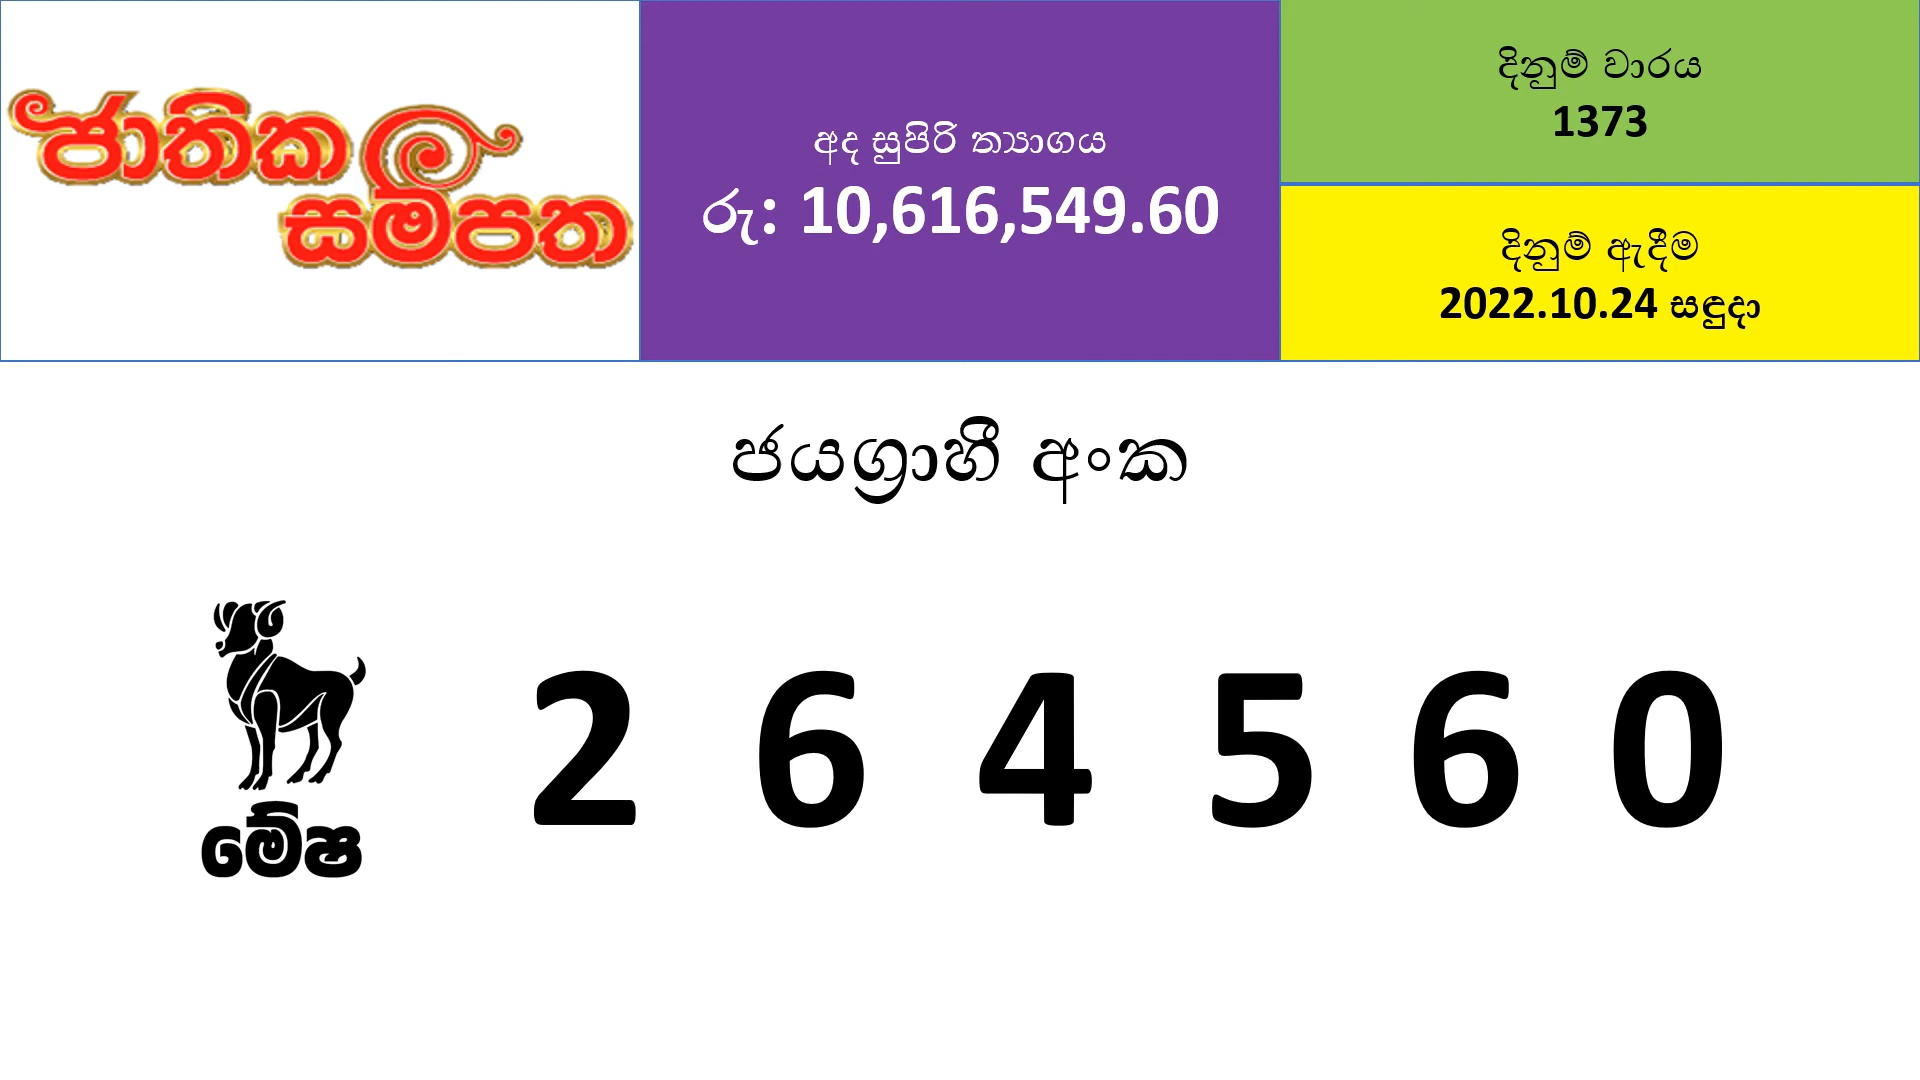 ජාතික
සම්පත
අද සුපිරි ත්‍යාගය
රු: 10,616,549.60
දිනුම් වාරය
1373
දිනුම් ඇදීම
2022.10.24 සඳුදා
ජයග්‍රාහී අංක
2 6 4 5 6 0
මේෂ